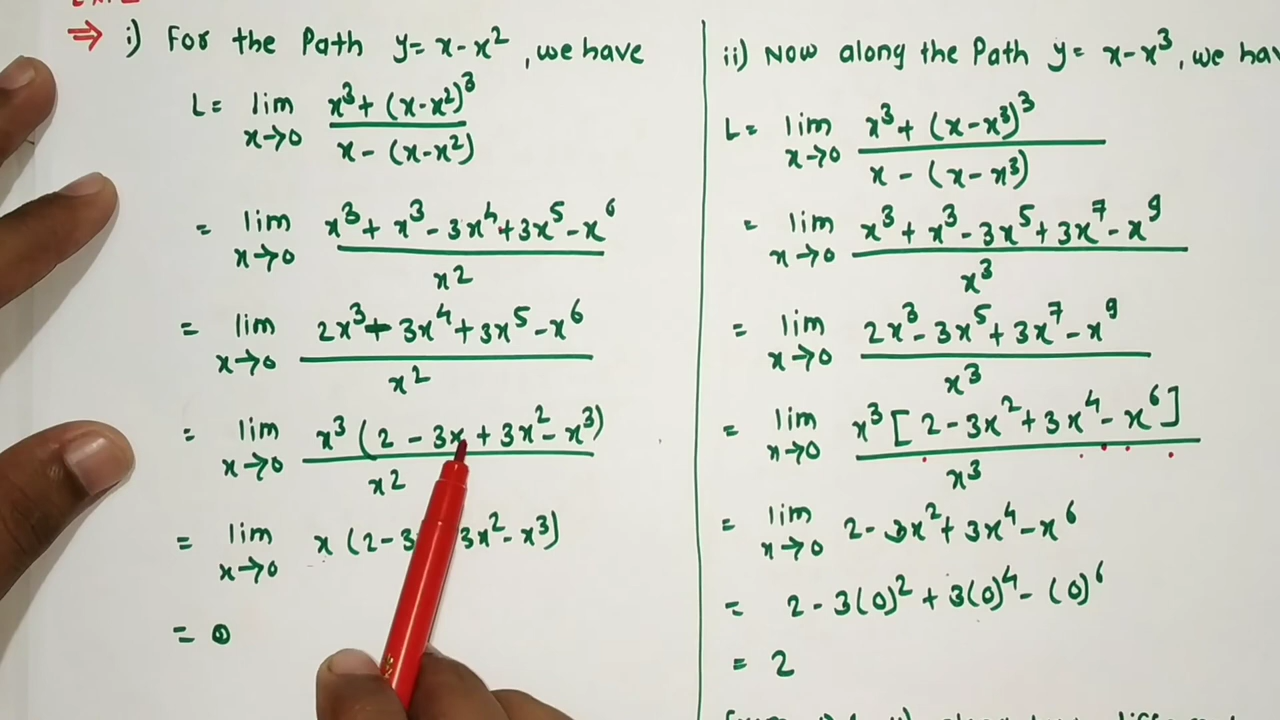 ⇒ i) For the Path y = x - x², we have
L = lim x→0 x³ + (x-x²)³ / x - (x-x²)
= lim x→0 x³ + x³ - 3x⁴ + 3x⁵ - x⁶ / x²
= lim x→0 2x³ - 3x⁴ + 3x⁵ - x⁶ / x²
= lim x→0 x³ (2 - 3x + 3x² - x³) / x²
= lim x→0 x (2 - 3 3x² - x³)
= 0
ii) Now along the Path y = x - x³, we hav
L = lim x→0 x³ + (x - x³)³ / x - (x - x³)
= lim x→0 x³ + x³ - 3x⁵ + 3x⁷ - x⁹ / x³
= lim x→0 2x³ - 3x⁵ + 3x⁷ - x⁹ / x³
= lim x→0 x³ [2 - 3x² + 3x⁴ - x⁶] / x³
= lim x→0 2 - 3x² + 3x⁴ - x⁶
= 2 - 3(0)² + 3(0)⁴ - (0)⁶
= 2